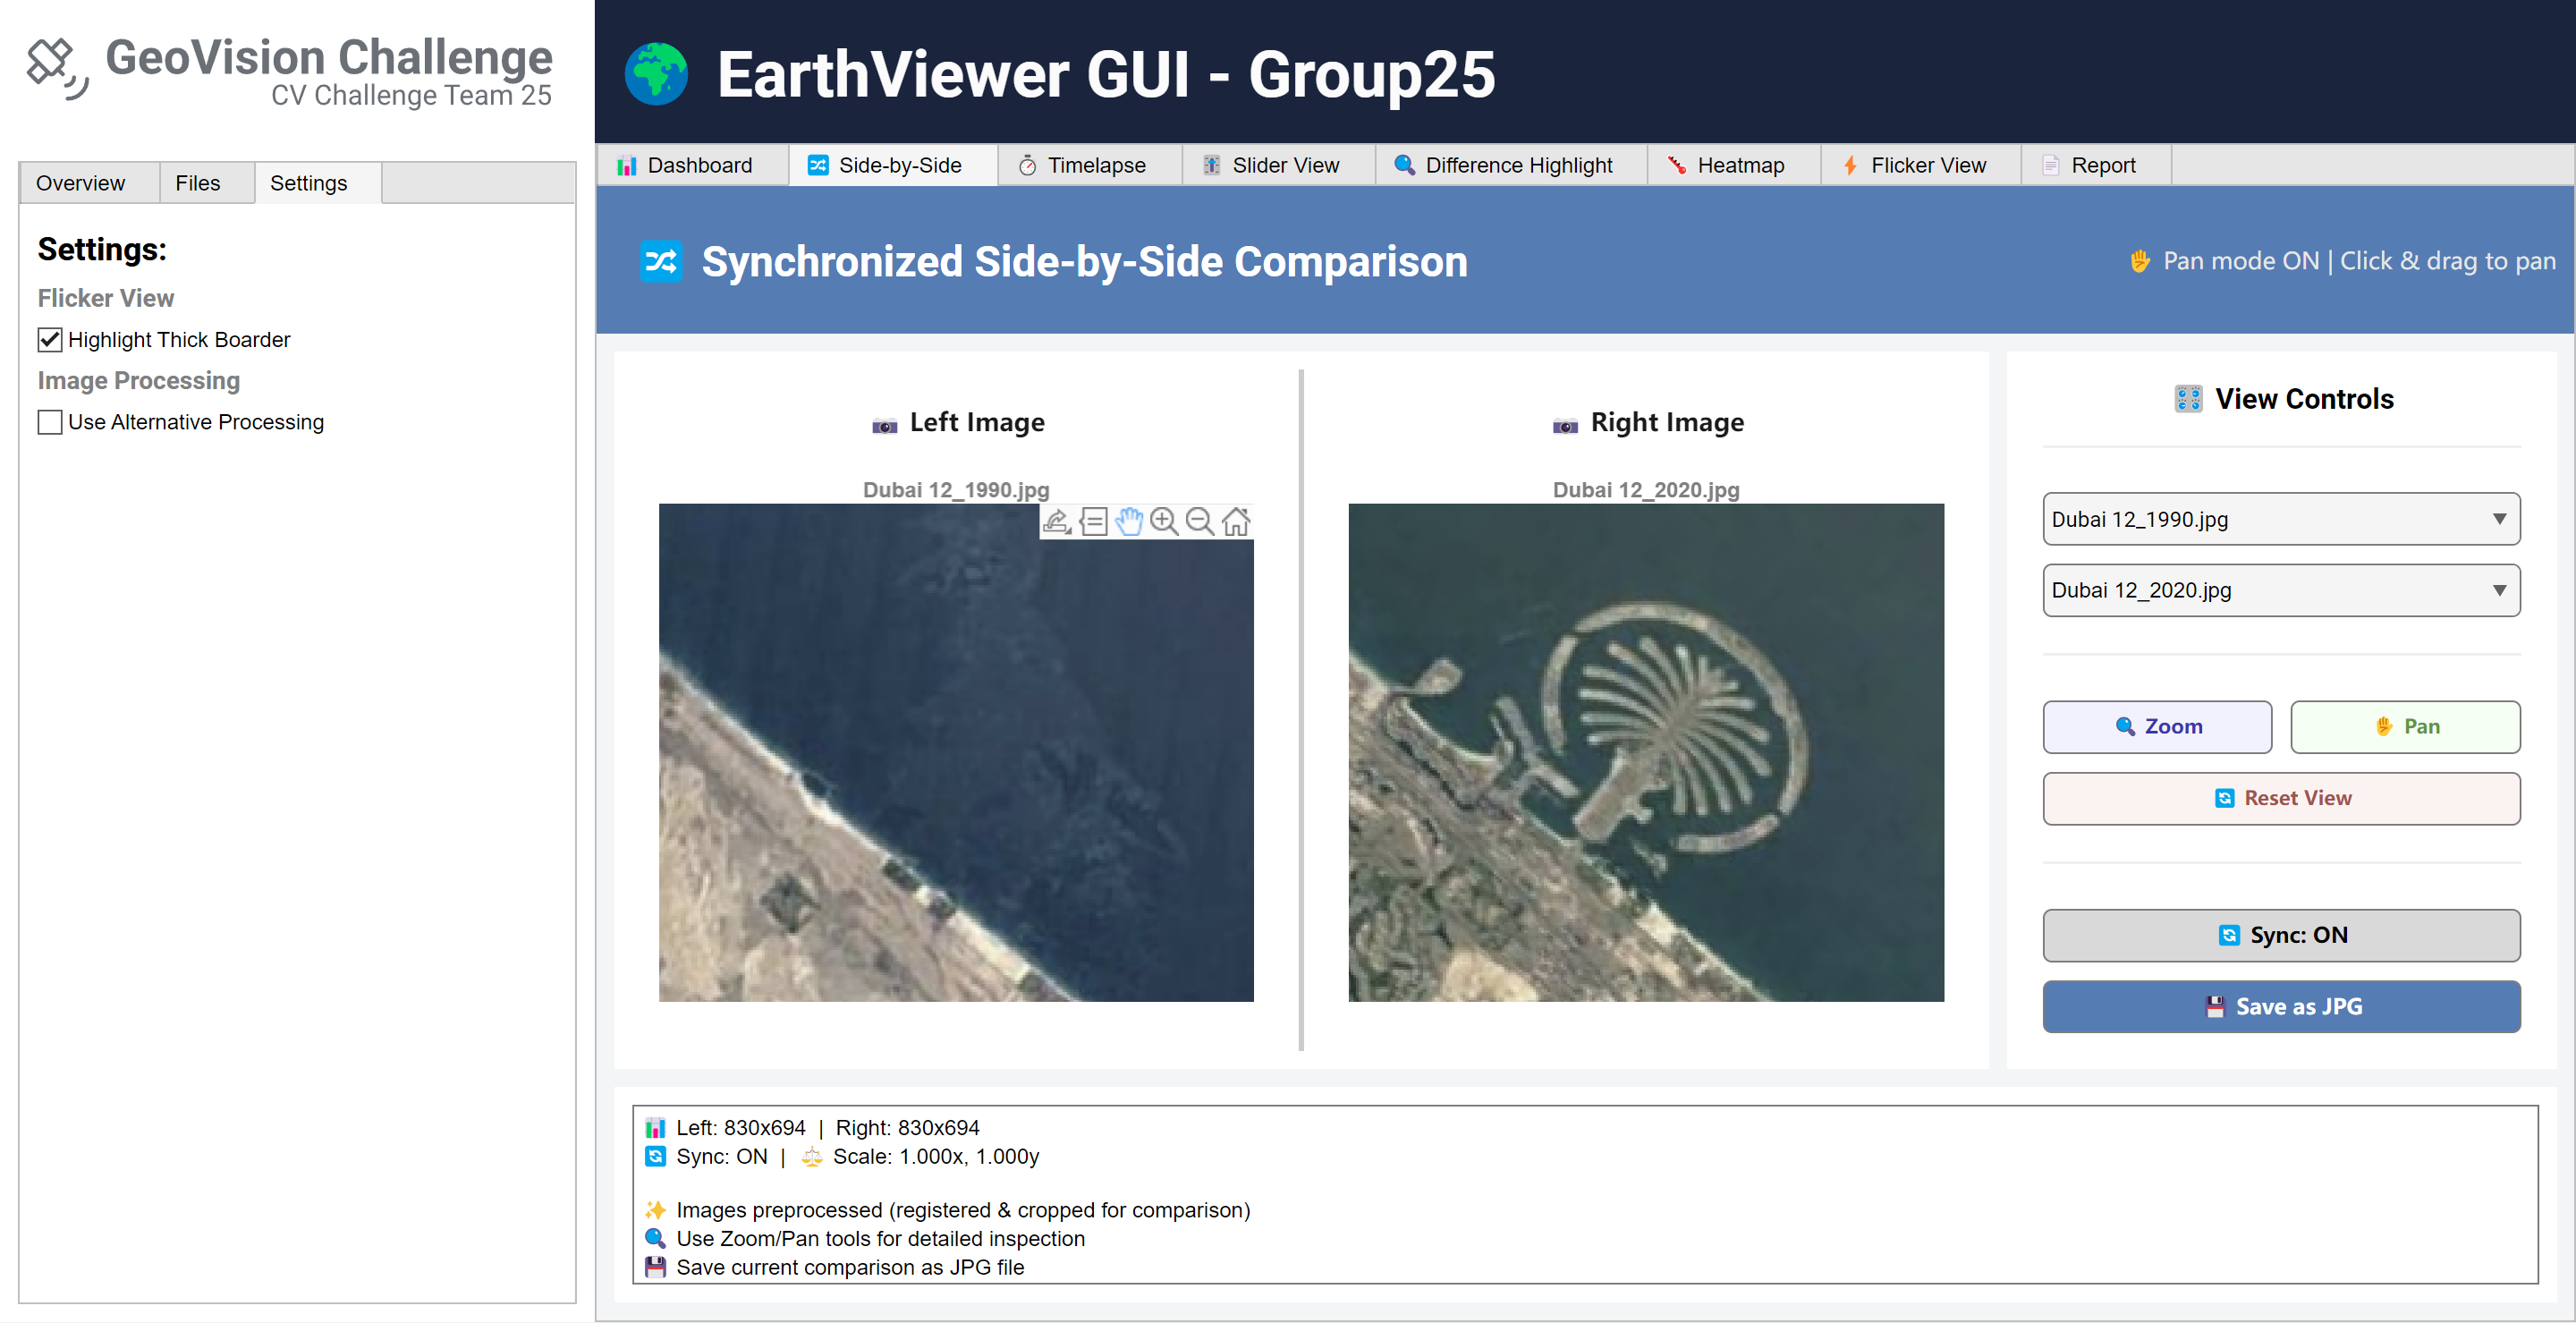 GeoVision Challenge
CV Challenge Team 25
Overview Files Settings
Settings:
Flicker View
Highlight Thick Boarder
Image Processing
Use Alternative Processing
EarthViewer GUI - Group25
Dashboard Side-by-Side Timelapse Slider View Difference Highlight Heatmap Flicker View Report
Synchronized Side-by-Side Comparison
Pan mode ON | Click & drag to pan
Left Image
Dubai 12_1990.jpg
Right Image
Dubai 12_2020.jpg
View Controls
Dubai 12_1990.jpg
Dubai 12_2020.jpg
Zoom Pan
Reset View
Sync: ON
Save as JPG
Left: 830x694 | Right: 830x694
Sync: ON | Scale: 1.000x, 1.000y
Images preprocessed (registered & cropped for comparison)
Use Zoom/Pan tools for detailed inspection
Save current comparison as JPG file